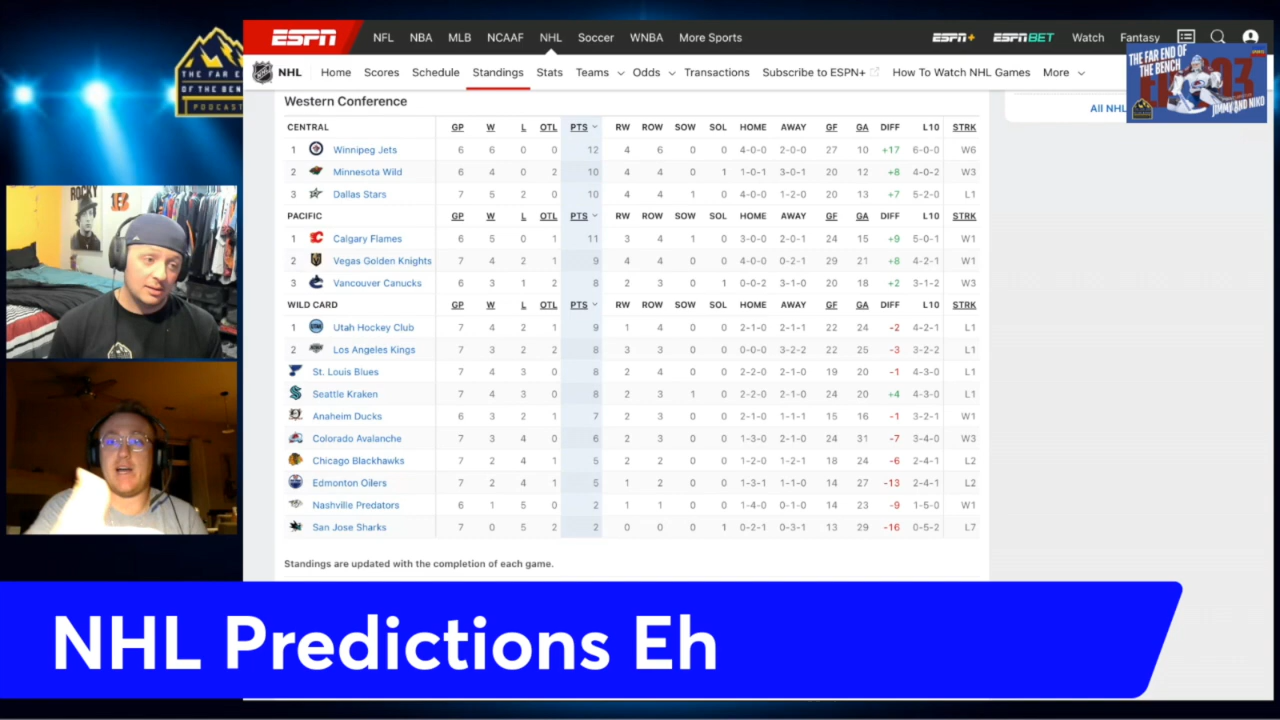 ESPN NFL NBA MLB NCAAF NHL Soccer WNBA More Sports ESPN+ ESPN BET Watch Fantasy
NHL Home Scores Schedule Standings Stats Teams Odds Transactions Subscribe to ESPN+ How To Watch NHL Games More
THE FAR E
OF THE BEN
PODCAST
THE FAR END OF
THE BENCH
JIMMY AND NIKO
All NHL
ROCKY
Western Conference
CENTRAL GP W L OTL PTS RW ROW SOW SOL HOME AWAY GF GA DIFF L10 STRK
1 Winnipeg Jets 6 6 0 0 12 4 6 0 0 4-0-0 2-0-0 27 10 +17 6-0-0 W6
2 Minnesota Wild 6 4 0 2 10 4 4 0 1 1-0-1 3-0-1 20 12 +8 4-0-2 W3
3 Dallas Stars 7 5 2 0 10 4 4 1 0 4-0-0 1-2-0 20 13 +7 5-2-0 L1
PACIFIC GP W L OTL PTS RW ROW SOW SOL HOME AWAY GF GA DIFF L10 STRK
1 Calgary Flames 6 5 0 1 11 3 4 1 0 3-0-0 2-0-1 24 15 +9 5-0-1 W1
2 Vegas Golden Knights 7 4 2 1 9 4 4 0 0 4-0-0 0-2-1 29 21 +8 4-2-1 W1
3 Vancouver Canucks 6 3 1 2 8 2 3 0 1 0-0-2 3-1-0 20 18 +2 3-1-2 W3
WILD CARD GP W L OTL PTS RW ROW SOW SOL HOME AWAY GF GA DIFF L10 STRK
1 Utah Hockey Club 7 4 2 1 9 1 4 0 0 2-1-0 2-1-1 22 24 -2 4-2-1 L1
2 Los Angeles Kings 7 3 2 2 8 3 3 0 0 0-0-0 3-2-2 22 25 -3 3-2-2 L1
St. Louis Blues 7 4 3 0 8 2 4 0 0 2-2-0 2-1-0 19 20 -1 4-3-0 L1
Seattle Kraken 7 4 3 0 8 2 3 1 0 2-2-0 2-1-0 24 20 +4 4-3-0 L1
Anaheim Ducks 6 3 2 1 7 2 3 0 0 2-1-0 1-1-1 15 16 -1 3-2-1 W1
Colorado Avalanche 7 3 4 0 6 2 3 0 0 1-3-0 2-1-0 24 31 -7 3-4-0 W3
Chicago Blackhawks 7 2 4 1 5 2 2 0 0 1-2-0 1-2-1 18 24 -6 2-4-1 L2
Edmonton Oilers 7 2 4 1 5 1 2 0 0 1-3-1 1-1-0 14 27 -13 2-4-1 L2
Nashville Predators 6 1 5 0 2 1 1 0 0 1-4-0 0-1-0 14 23 -9 1-5-0 W1
San Jose Sharks 7 0 5 2 2 0 0 0 1 0-2-1 0-3-1 13 29 -16 0-5-2 L7
Standings are updated with the completion of each game.
NHL Predictions Eh